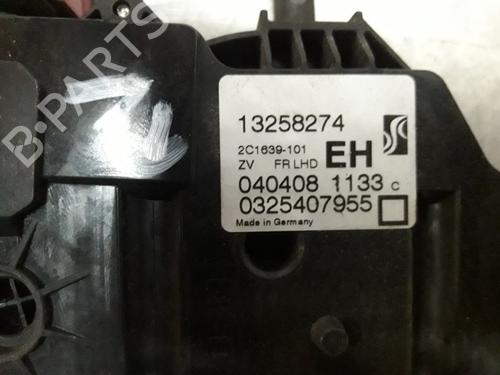 B-PARTS
13258274
2C1639-101
ZV FR LHD EH
040408 1133 C
0325407955
Made in Germany